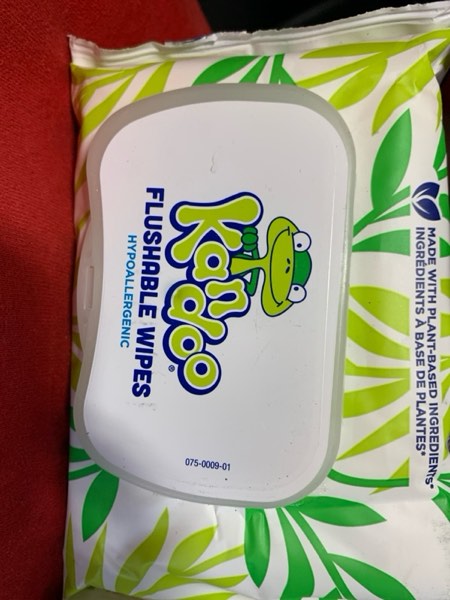 MADE WITH PLANT-BASED INGREDIENTS*
INGRÉDIENTS À BASE DE PLANTES*
Kandoo®
FLUSHABLE WIPES
HYPOALLERGENIC
075-0009-01